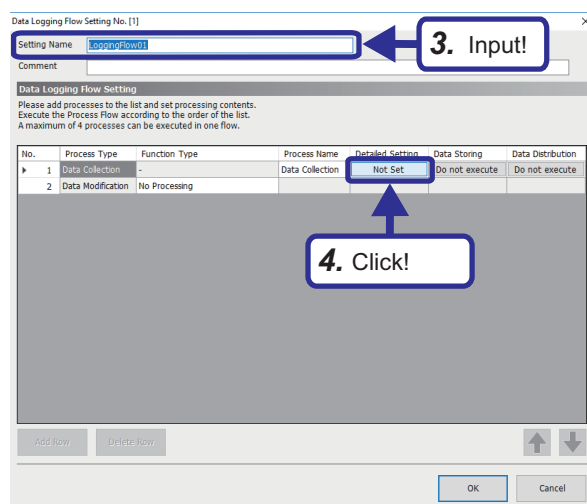 Data Logging Flow Setting No. [1]
Setting Name LoggingFlow01
3. Input!
Comment
Data Logging Flow Setting
Please add processes to the list and set processing contents.
Execute the Process Flow according to the order of the list.
A maximum of 4 processes can be executed in one flow.
No. Process Type Function Type Process Name Detailed Setting Data Storing Data Distribution
1 Data Collection - Data Collection Not Set Do not execute Do not execute
2 Data Modification No Processing
4. Click!
Add Row Delete Row
OK Cancel